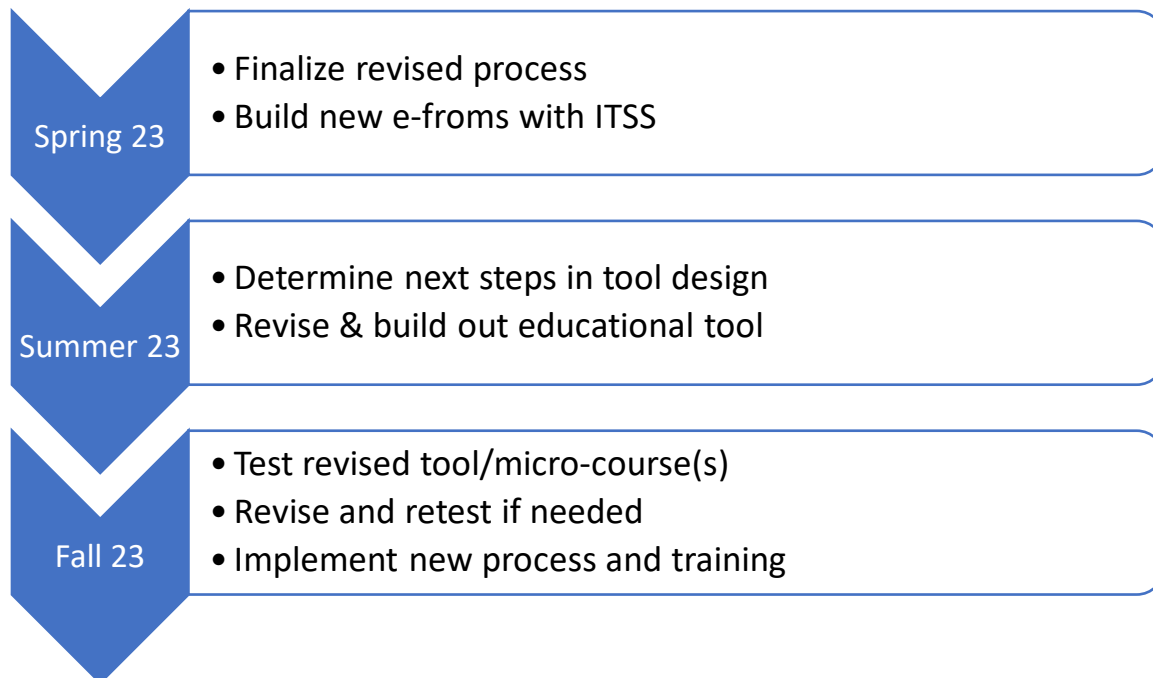 Spring 23
• Finalize revised process
• Build new e-froms with ITSS
Summer 23
• Determine next steps in tool design
• Revise & build out educational tool
Fall 23
• Test revised tool/micro-course(s)
• Revise and retest if needed
• Implement new process and training